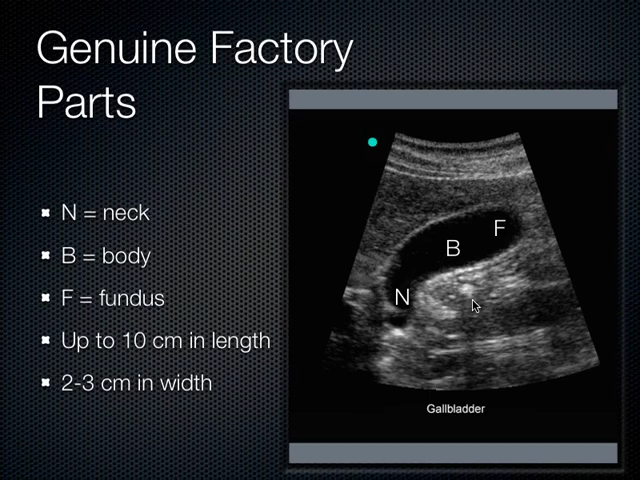 Genuine Factory
Parts
N = neck
B = body
F = fundus
Up to 10 cm in length
2-3 cm in width
F
B
N
Gallbladder